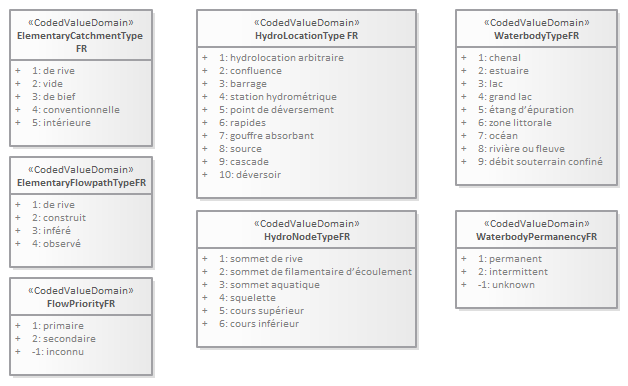 «CodedValueDomain»
ElementaryCatchmentType
FR
+ 1: de rive
+ 2: vide
+ 3: de bief
+ 4: conventionnelle
+ 5: intérieure
«CodedValueDomain»
ElementaryFlowpathTypeFR
+ 1: de rive
+ 2: construit
+ 3: inféré
+ 4: observé
«CodedValueDomain»
FlowPriorityFR
+ 1: primaire
+ 2: secondaire
+ -1: inconnu
«CodedValueDomain»
HydroLocationType FR
+ 1: hydrolocation arbitraire
+ 2: confluence
+ 3: barrage
+ 4: station hydrométrique
+ 5: point de déversement
+ 6: rapides
+ 7: gouffre absorbant
+ 8: source
+ 9: cascade
+ 10: déversoir
«CodedValueDomain»
HydroNodeTypeFR
+ 1: sommet de rive
+ 2: sommet de filamentaire d'écoulement
+ 3: sommet aquatique
+ 4: squelette
+ 5: cours supérieur
+ 6: cours inférieur
«CodedValueDomain»
WaterbodyTypeFR
+ 1: chenal
+ 2: estuaire
+ 3: lac
+ 4: grand lac
+ 5: étang d'épuration
+ 6: zone littorale
+ 7: océan
+ 8: rivière ou fleuve
+ 9: débit souterrain confiné
«CodedValueDomain»
WaterbodyPermanencyFR
+ 1: permanent
+ 2: intermittent
+ -1: unknown